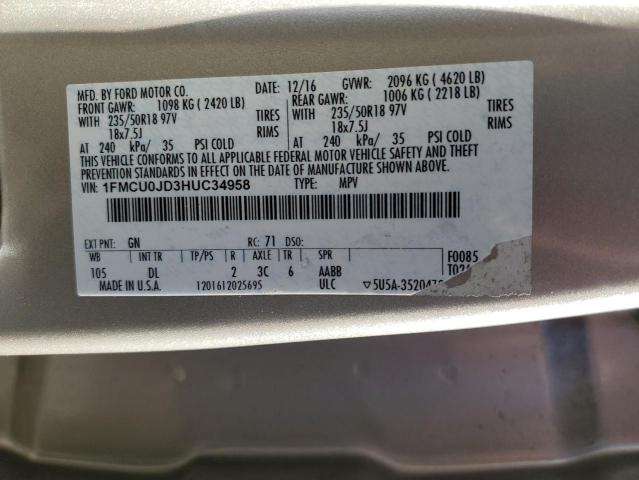 MFD. BY FORD MOTOR CO. DATE: 12/16 GVWR: 2096 KG ( 4620 LB)
FRONT GAWR: 1098 KG ( 2420 LB) REAR GAWR: 1006 KG ( 2218 LB)
WITH 235/50R18 97V TIRES WITH 235/50R18 97V TIRES
18x7.5J RIMS 18x7.5J RIMS
AT 240 kPa/ 35 PSI COLD AT 240 kPa/ 35 PSI COLD
THIS VEHICLE CONFORMS TO ALL APPLICABLE FEDERAL MOTOR VEHICLE SAFETY AND THEFT
PREVENTION STANDARDS IN EFFECT ON THE DATE OF MANUFACTURE SHOWN ABOVE.
VIN: 1FMCU0JD3HUC34958 TYPE: MPV
EXT PNT: GN RC: 71 DSO:
WB INT TR TP/PS R AXLE TR SPR F0085
105 DL 2 3C 6 AABB
MADE IN U.S.A. 1201612025695 ULC ▽5U5A-35204